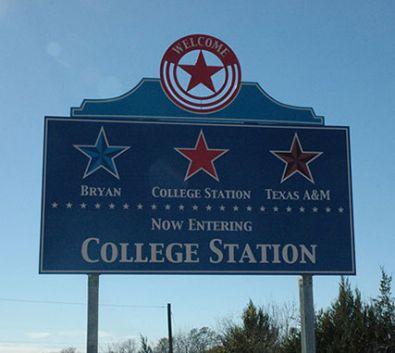 WELCOME
BRYAN COLLEGE STATION TEXAS A&M
NOW ENTERING
COLLEGE STATION